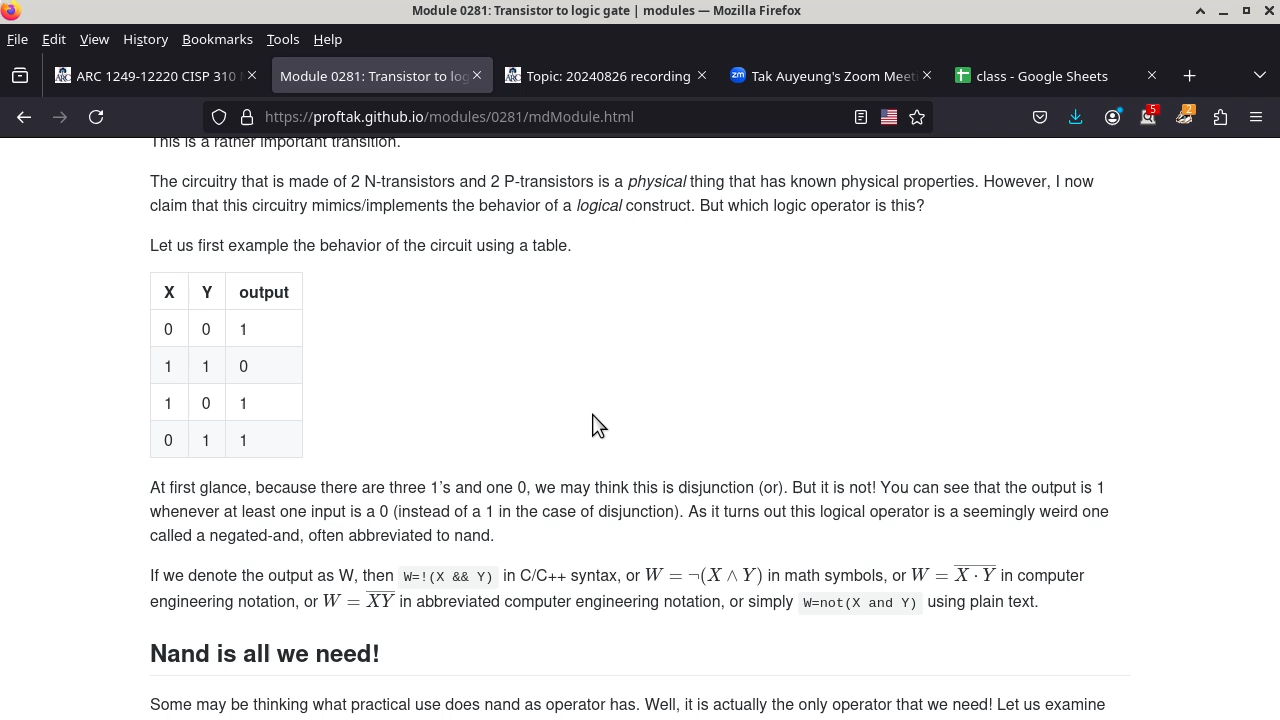 Module 0281: Transistor to logic gate | modules — Mozilla Firefox
File Edit View History Bookmarks Tools Help
ARC 1249-12220 CISP 310
Module 0281: Transistor to log
Topic: 20240826 recording
Tak Auyeung's Zoom Meet
class - Google Sheets
https://proftak.github.io/modules/0281/mdModule.html
5
2
This is a rather important transition.
The circuitry that is made of 2 N-transistors and 2 P-transistors is a physical thing that has known physical properties. However, I now
claim that this circuitry mimics/implements the behavior of a logical construct. But which logic operator is this?
Let us first example the behavior of the circuit using a table.
X Y output
0 0 1
1 1 0
1 0 1
0 1 1
At first glance, because there are three 1's and one 0, we may think this is disjunction (or). But it is not! You can see that the output is 1
whenever at least one input is a 0 (instead of a 1 in the case of disjunction). As it turns out this logical operator is a seemingly weird one
called a negated-and, often abbreviated to nand.
If we denote the output as W, then W=!(X && Y) in C/C++ syntax, or W = ¬(X ∧ Y) in math symbols, or W = X̅ ·̅ Y̅ in computer
engineering notation, or W = X̅Y̅ in abbreviated computer engineering notation, or simply W=not(X and Y) using plain text.
Nand is all we need!
Some may be thinking what practical use does nand as operator has. Well, it is actually the only operator that we need! Let us examine